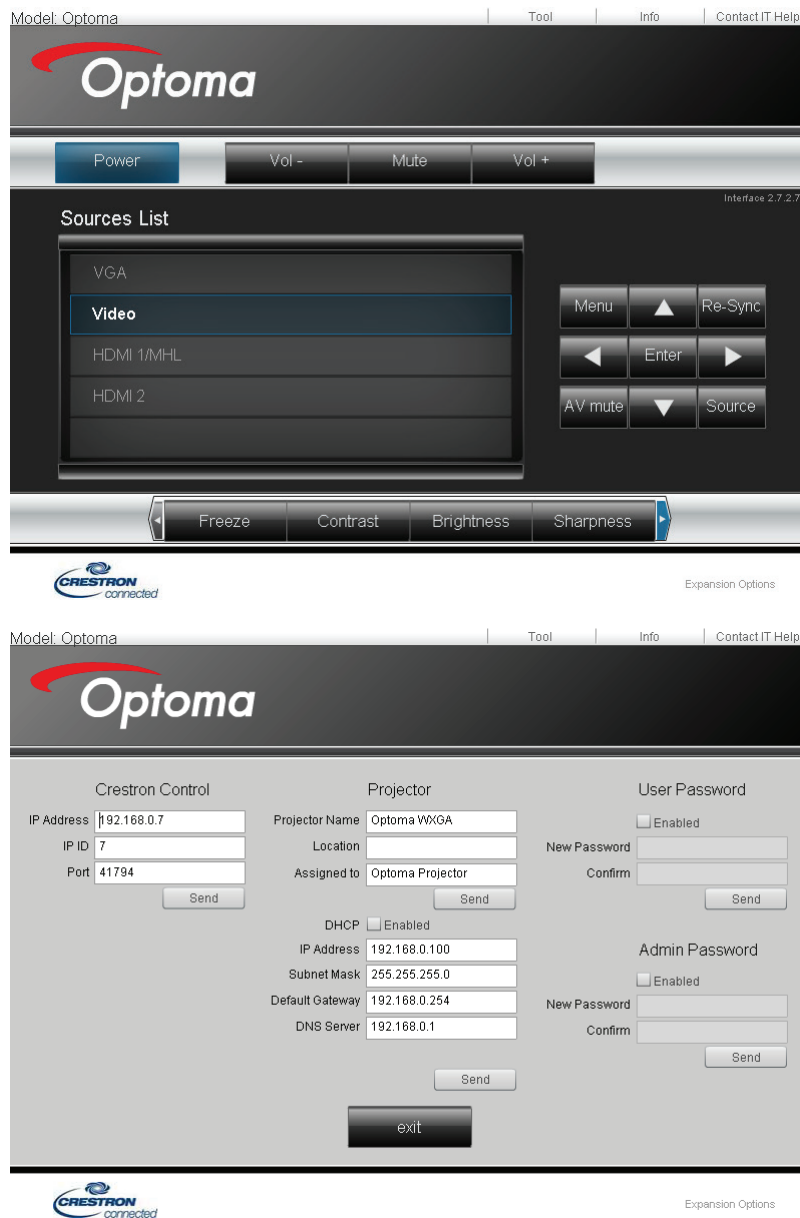 Model: Optoma
Tool Info Contact IT Help
Optoma
Power Vol - Mute Vol +
Interface 2.7.2.7
Sources List
VGA
Video
HDMI 1/MHL
HDMI 2
Menu Re-Sync
Enter
AV mute Source
Freeze Contrast Brightness Sharpness
CRESTRON
connected
Expansion Options
Model: Optoma
Tool Info Contact IT Help
Optoma
Crestron Control
IP Address 192.168.0.7
IP ID 7
Port 41794
Send
Projector
Projector Name Optoma WXGA
Location
Assigned to Optoma Projector
Send
DHCP Enabled
IP Address 192.168.0.100
Subnet Mask 255.255.255.0
Default Gateway 192.168.0.254
DNS Server 192.168.0.1
Send
User Password
Enabled
New Password
Confirm
Send
Admin Password
Enabled
New Password
Confirm
Send
exit
CRESTRON
connected
Expansion Options